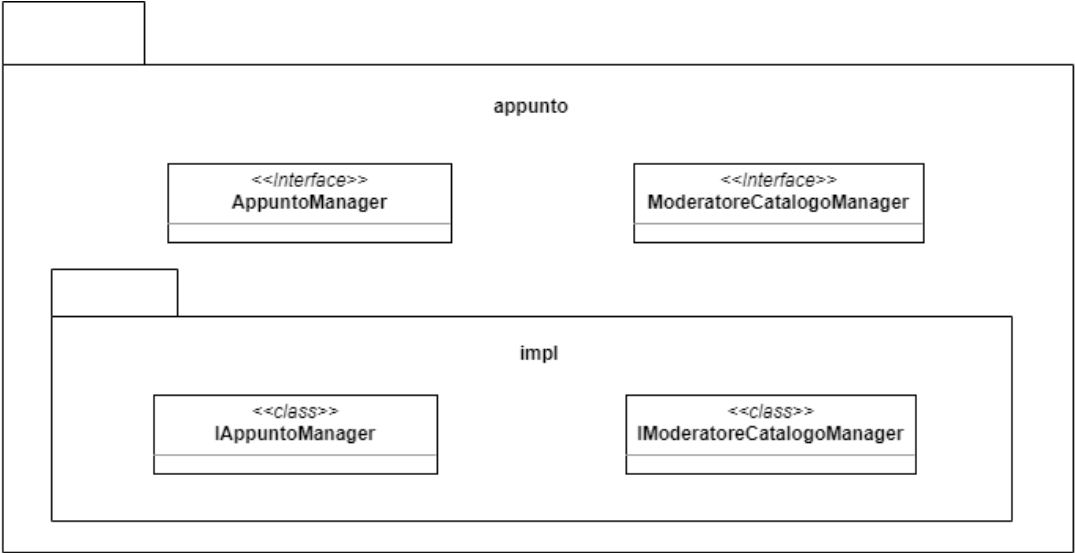 appunto
<<Interface>>
AppuntoManager
<<Interface>>
ModeratoreCatalogoManager
impl
<<class>>
IAppuntoManager
<<class>>
IModeratoreCatalogoManager